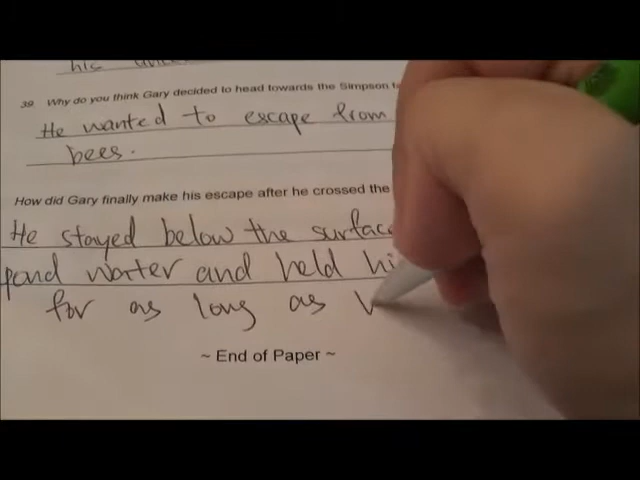 his
39 Why do you think Gary decided to head towards the Simpson
He wanted to escape from
bees.
How did Gary finally make his escape after he crossed the
He stayed below the surfac
pond water and held hi
for as long as
~ End of Paper ~